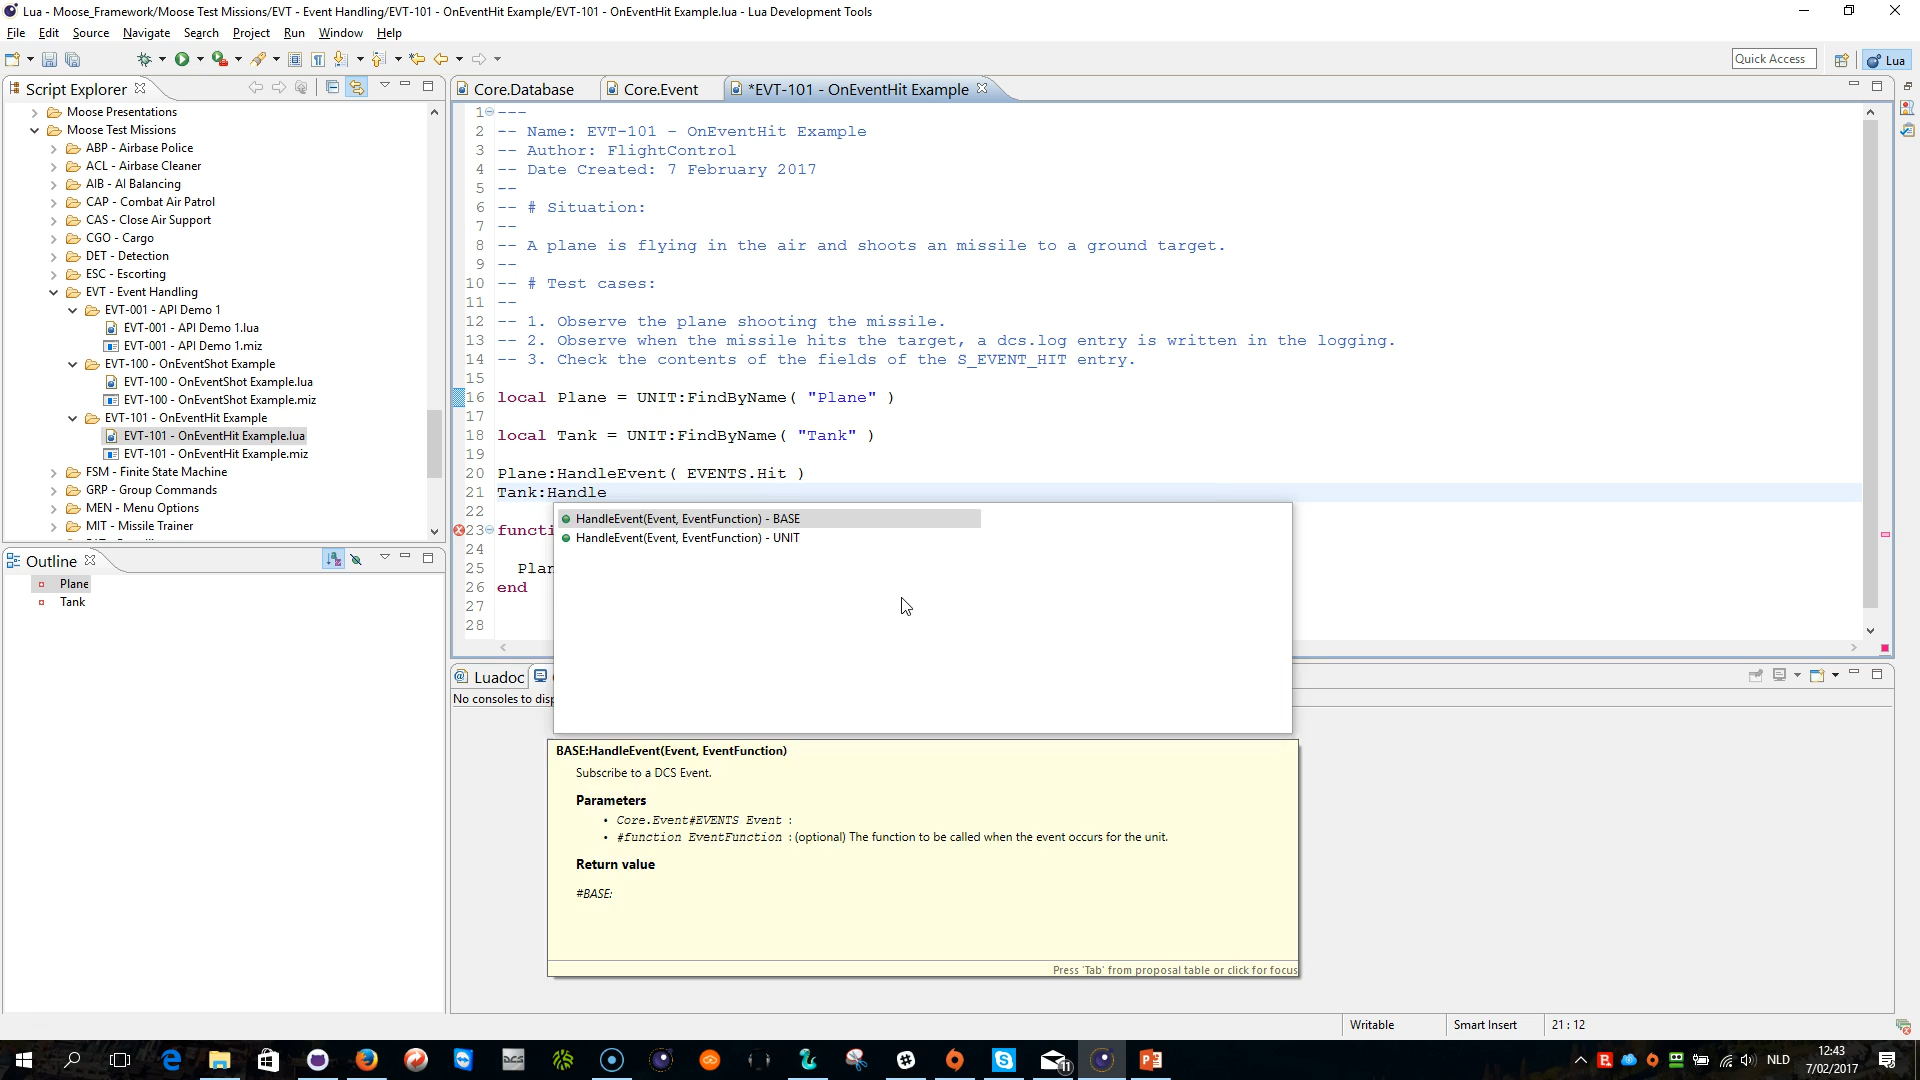 Lua - Moose_Framework/Moose Test Missions/EVT - Event Handling/EVT-101 - OnEventHit Example/EVT-101 - OnEventHit Example.lua - Lua Development Tools
File Edit Source Navigate Search Project Run Window Help
Quick Access
Lua
Script Explorer
Moose Presentations
Moose Test Missions
ABP - Airbase Police
ACL - Airbase Cleaner
AIB - AI Balancing
CAP - Combat Air Patrol
CAS - Close Air Support
CGO - Cargo
DET - Detection
ESC - Escorting
EVT - Event Handling
EVT-001 - API Demo 1
EVT-001 - API Demo 1.lua
EVT-001 - API Demo 1.miz
EVT-100 - OnEventShot Example
EVT-100 - OnEventShot Example.lua
EVT-100 - OnEventShot Example.miz
EVT-101 - OnEventHit Example
EVT-101 - OnEventHit Example.lua
EVT-101 - OnEventHit Example.miz
FSM - Finite State Machine
GRP - Group Commands
MEN - Menu Options
MIT - Missile Trainer
Outline
Plane
Tank
Core.Database Core.Event *EVT-101 - OnEventHit Example
1 ---
2 -- Name: EVT-101 - OnEventHit Example
3 -- Author: FlightControl
4 -- Date Created: 7 February 2017
5 --
6 -- # Situation:
7 --
8 -- A plane is flying in the air and shoots an missile to a ground target.
9 --
10 -- # Test cases:
11 --
12 -- 1. Observe the plane shooting the missile.
13 -- 2. Observe when the missile hits the target, a dcs.log entry is written in the logging.
14 -- 3. Check the contents of the fields of the S_EVENT_HIT entry.
15
16 local Plane = UNIT:FindByName( "Plane" )
17
18 local Tank = UNIT:FindByName( "Tank" )
19
20 Plane:HandleEvent( EVENTS.Hit )
21 Tank:Handle
22
23 functi
24
25 Plan
26 end
27
28
HandleEvent(Event, EventFunction) - BASE
HandleEvent(Event, EventFunction) - UNIT
Luadoc
No consoles to disp
BASE:HandleEvent(Event, EventFunction)
Subscribe to a DCS Event.
Parameters
• Core.Event#EVENTS Event :
• #function EventFunction : (optional) The function to be called when the event occurs for the unit.
Return value
#BASE:
Press 'Tab' from proposal table or click for focus
Writable Smart Insert 21 : 12
DCS
11
NLD
12:43
7/02/2017